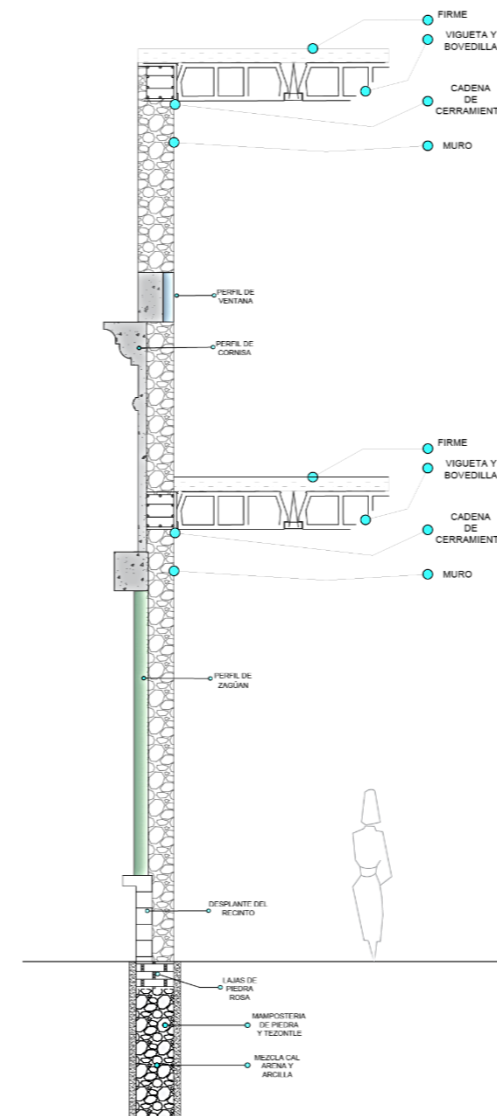 FIRME
VIGUETA Y
BOVEDILLA
CADENA
DE
CERRAMIENT
MURO
PERFIL DE
VENTANA
PERFIL DE
CORNISA
FIRME
VIGUETA Y
BOVEDILLA
CADENA
DE
CERRAMIENT
MURO
PERFIL DE
ZAGÚAN
DESPLANTE DEL
RECINTO
LAJAS DE
PIEDRA
ROSA
MAMPOSTERIA
DE PIEDRA
Y TEZONTLE
MEZCLA CAL
ARENA Y
ARCILLA